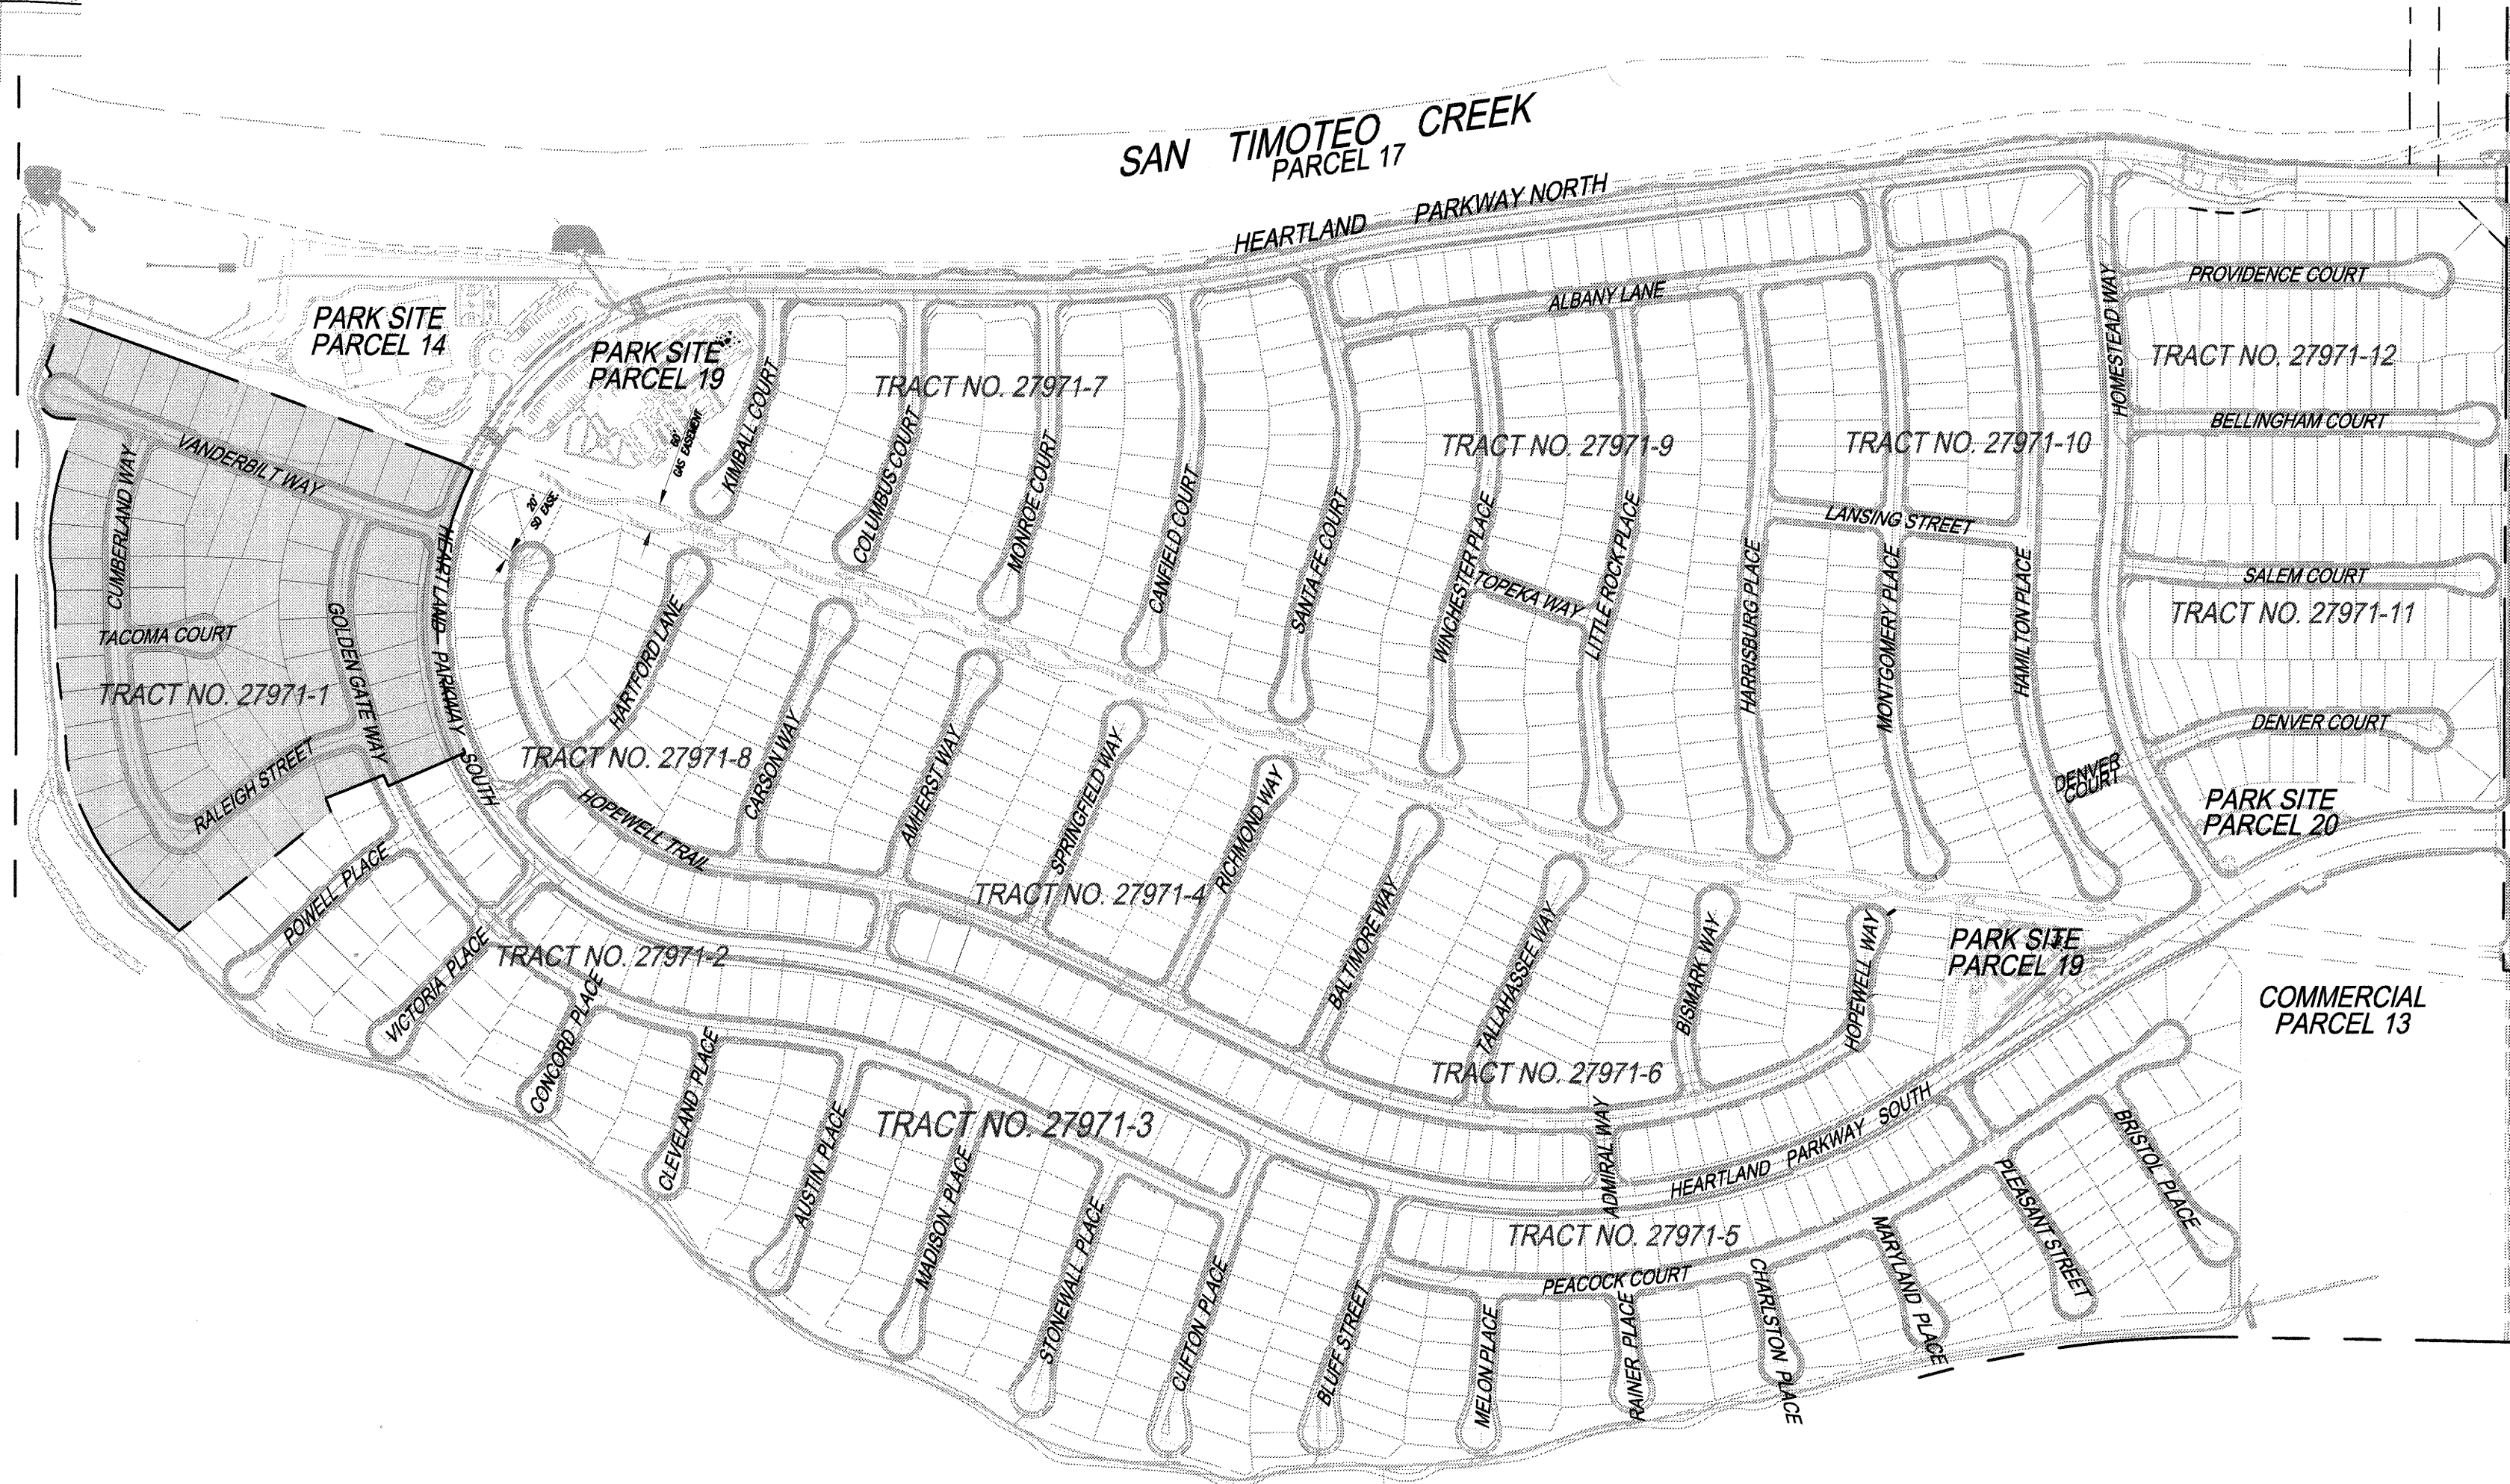 SAN TIMOTEO CREEK
PARCEL 17
HEARTLAND PARKWAY NORTH
PARK SITE
PARCEL 14
PARK SITE
PARCEL 19
60'
GAS EASEMENT
20'
SD EASE.
KIMBALL COURT
COLUMBUS COURT
TRACT NO. 27971-7
MONROE COURT
CANFIELD COURT
SANTA FE COURT
ALBANY LANE
TRACT NO. 27971-9
WINCHESTER PLACE
TOPEKA WAY
LITTLE ROCK PLACE
HARRISBURG PLACE
TRACT NO. 27971-10
LANSING STREET
MONTGOMERY PLACE
HAMILTON PLACE
HOMESTEAD WAY
PROVIDENCE COURT
TRACT NO. 27971-12
BELLINGHAM COURT
SALEM COURT
TRACT NO. 27971-11
DENVER COURT
DENVER
COURT
PARK SITE
PARCEL 20
VANDERBILT WAY
CUMBERLAND WAY
TACOMA COURT
GOLDEN GATE WAY
TRACT NO. 27971-1
RALEIGH STREET
HEARTLAND PARKWAY SOUTH
HARTFORD LANE
TRACT NO. 27971-8
HOPEWELL TRAIL
CARSON WAY
AMHERST WAY
SPRINGFIELD WAY
TRACT NO. 27971-4
RICHMOND WAY
BALTIMORE WAY
TALLAHASSEE WAY
BISMARK WAY
HOPEWELL WAY
TRACT NO. 27971-6
PARK SITE
PARCEL 19
COMMERCIAL
PARCEL 13
POWELL PLACE
VICTORIA PLACE
TRACT NO. 27971-2
CONCORD PLACE
CLEVELAND PLACE
AUSTIN PLACE
TRACT NO. 27971-3
MADISON PLACE
STONEWALL PLACE
CLIFTON PLACE
BLUFF STREET
ADMIRAL WAY
HEARTLAND PARKWAY SOUTH
TRACT NO. 27971-5
PEACOCK COURT
MELON PLACE
RAINER PLACE
CHARLSTON PLACE
MARYLAND PLACE
PLEASANT STREET
BRISTOL PLACE